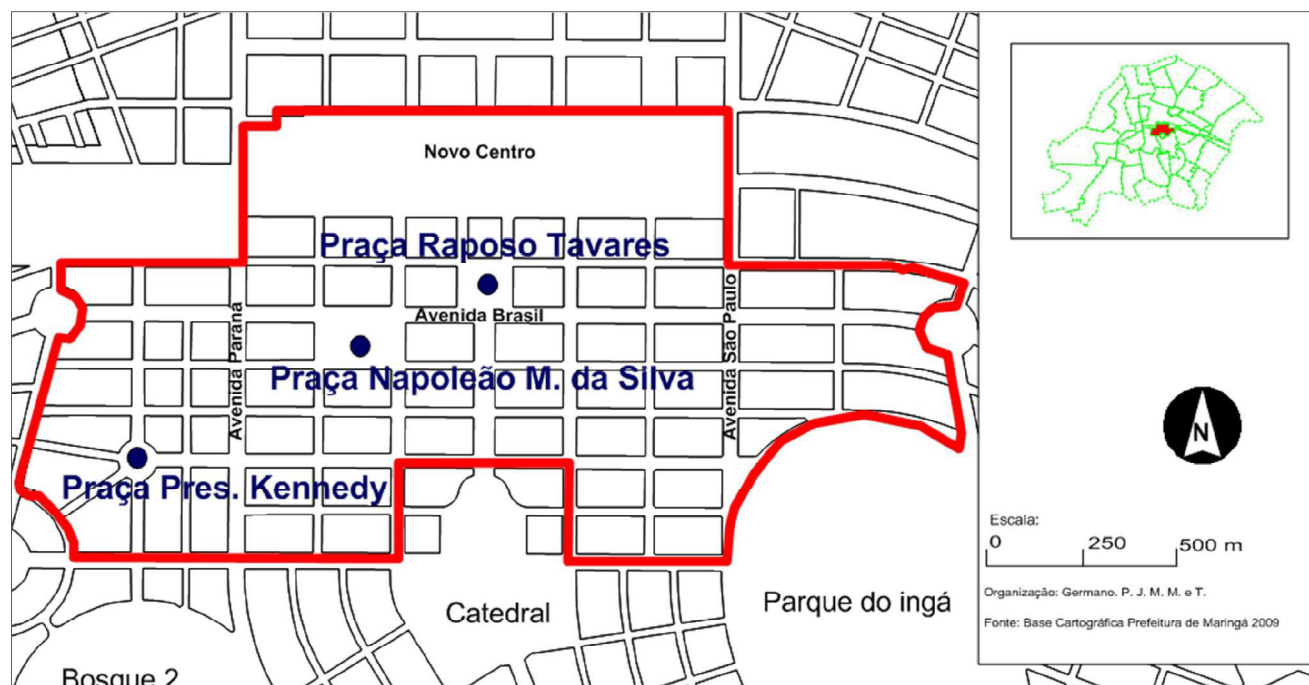 Novo Centro
Praça Raposo Tavares
Avenida Brasil
Avenida Paraná
Avenida São Paulo
Praça Napoleão M. da Silva
Praça Pres. Kennedy
Catedral
Parque do ingá
Bosque 2
N
Escala:
0 250 500 m
Organização: Germano, P. J. M. M. e T.
Fonte: Base Cartográfica Prefeitura de Maringá 2009